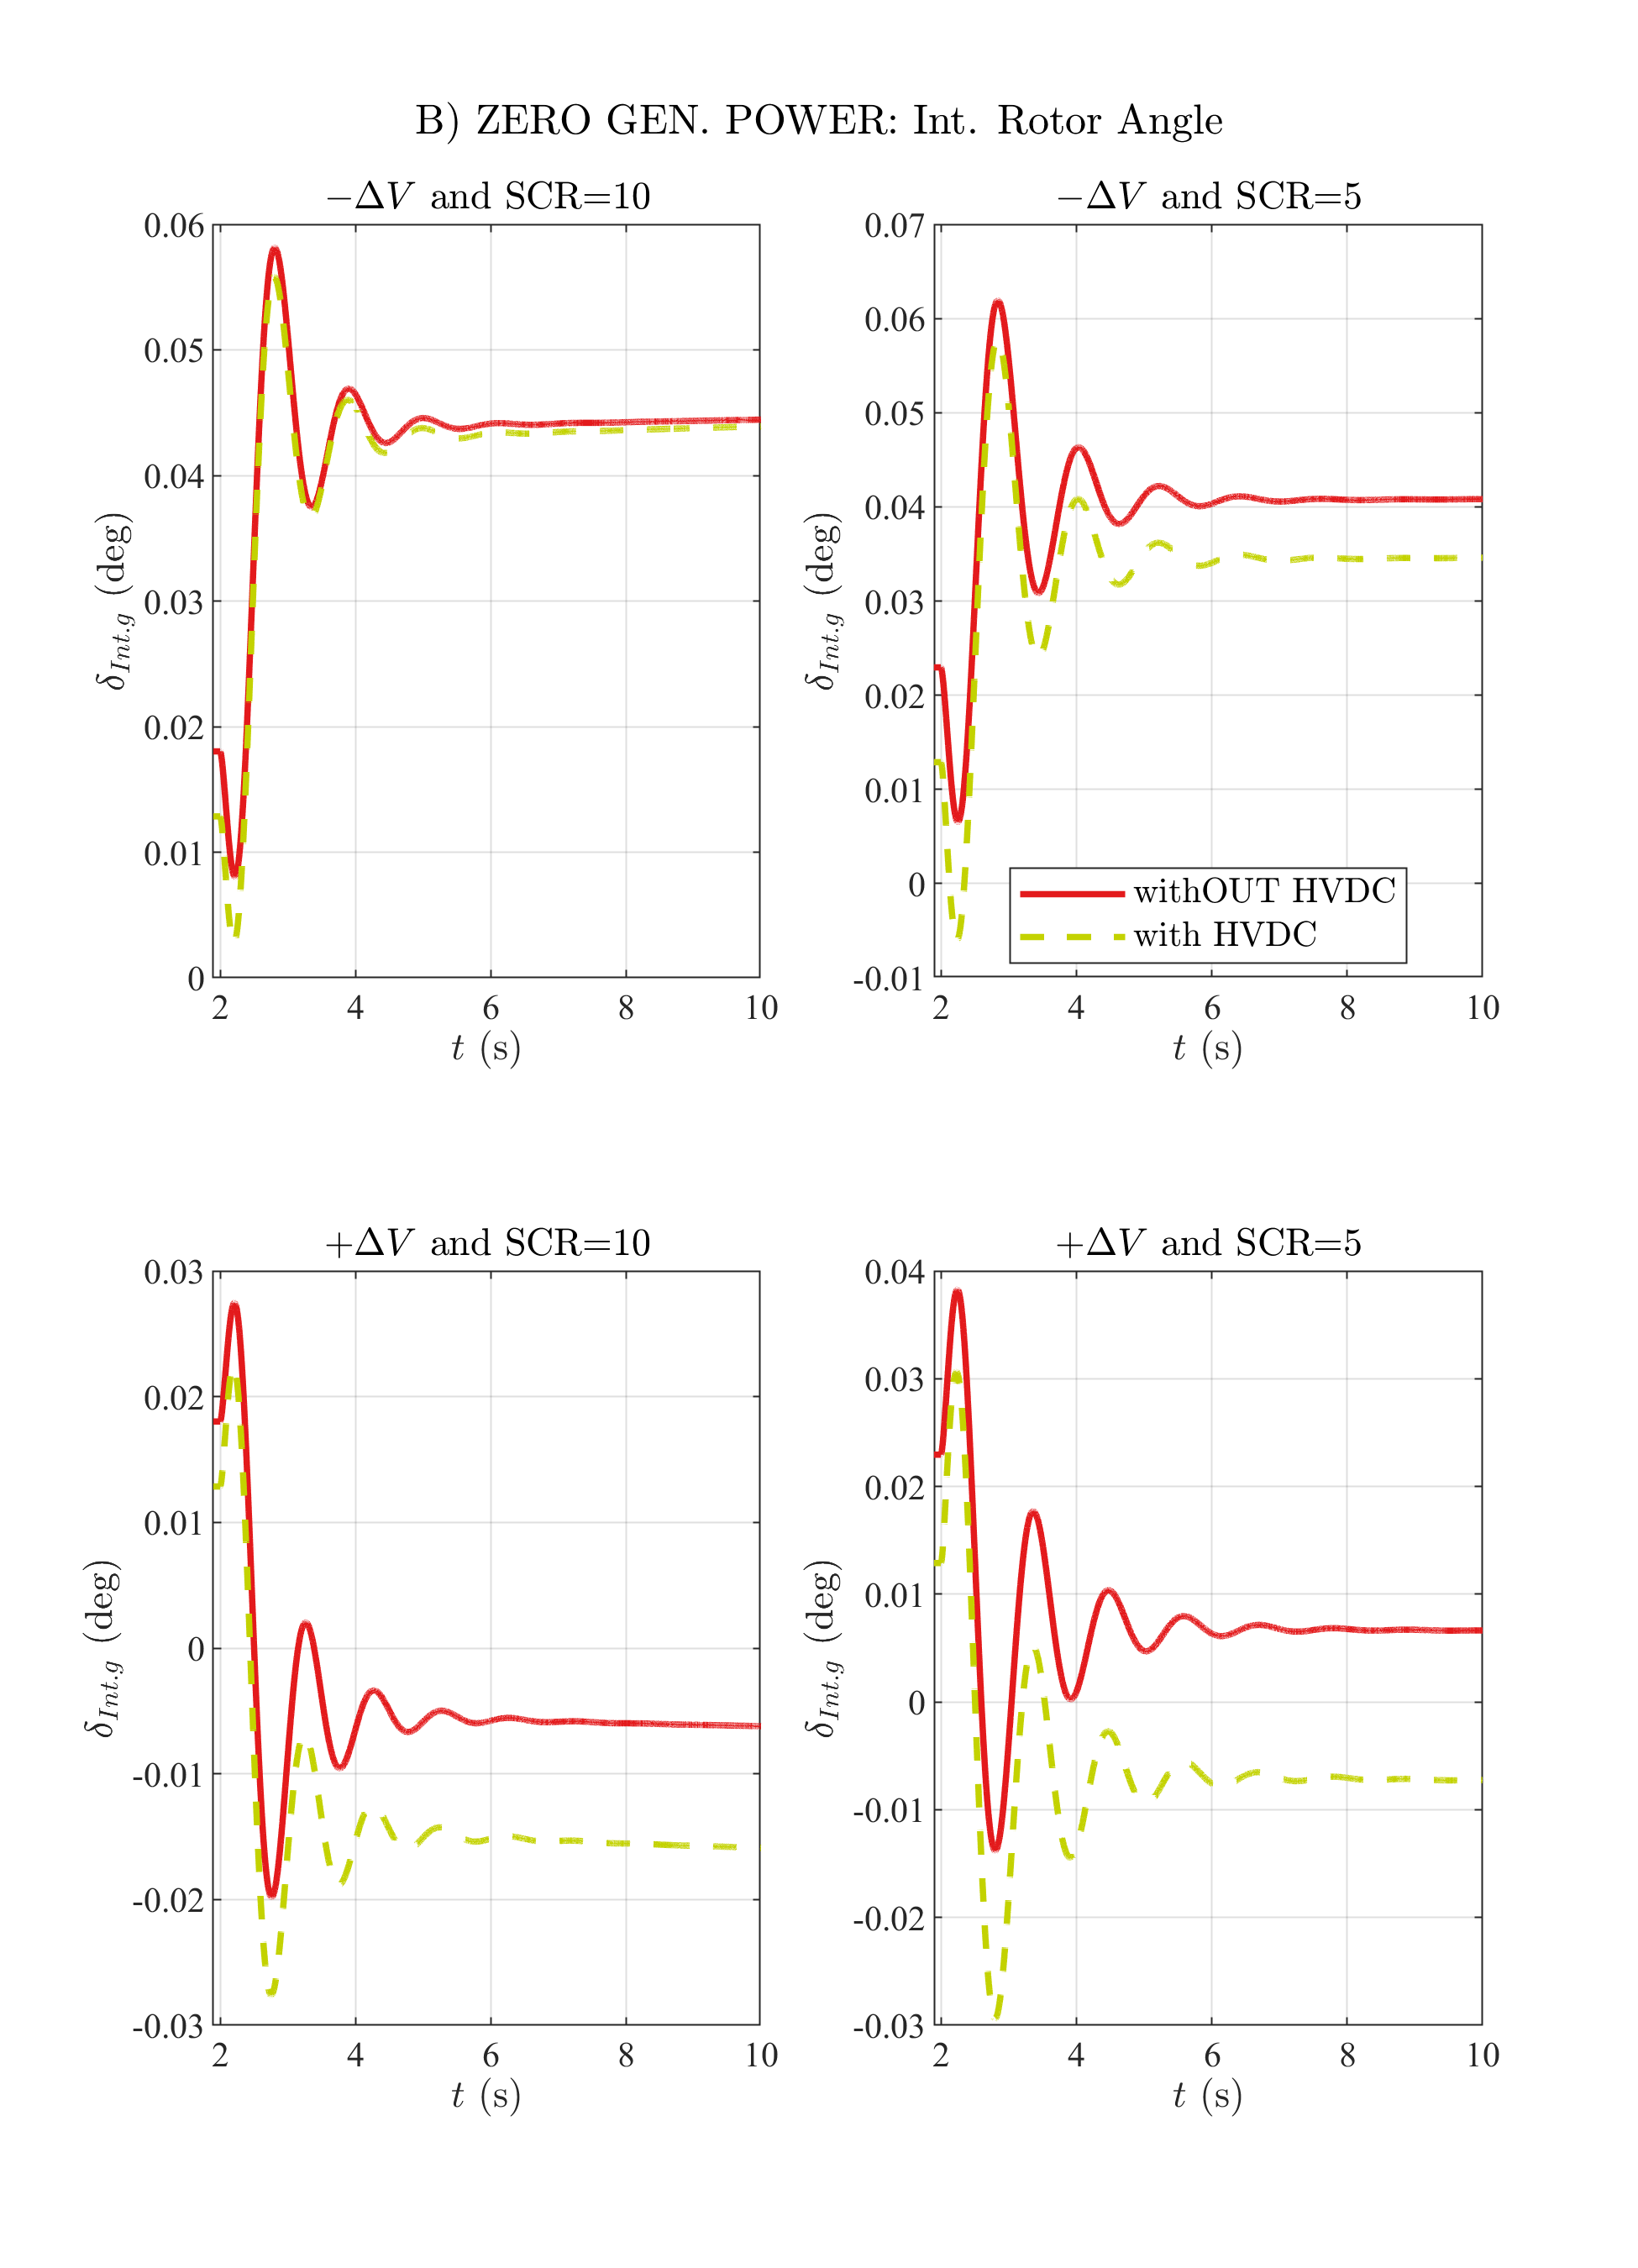 B) ZERO GEN. POWER: Int. Rotor Angle
−ΔV and SCR=10
0.06
0.05
0.04
0.03
0.02
0.01
0
δ_Int.g (deg)
2 4 6 8 10
t (s)
−ΔV and SCR=5
0.07
0.06
0.05
0.04
0.03
0.02
0.01
0
-0.01
δ_Int.g (deg)
withOUT HVDC
with HVDC
2 4 6 8 10
t (s)
+ΔV and SCR=10
0.03
0.02
0.01
0
-0.01
-0.02
-0.03
δ_Int.g (deg)
2 4 6 8 10
t (s)
+ΔV and SCR=5
0.04
0.03
0.02
0.01
0
-0.01
-0.02
-0.03
δ_Int.g (deg)
2 4 6 8 10
t (s)